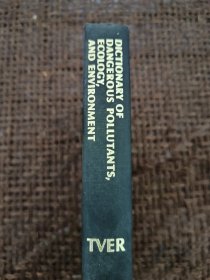 DICTIONARY OF
DANGEROUS POLLUTANTS,
ECOLOGY,
AND ENVIRONMENT
TVER